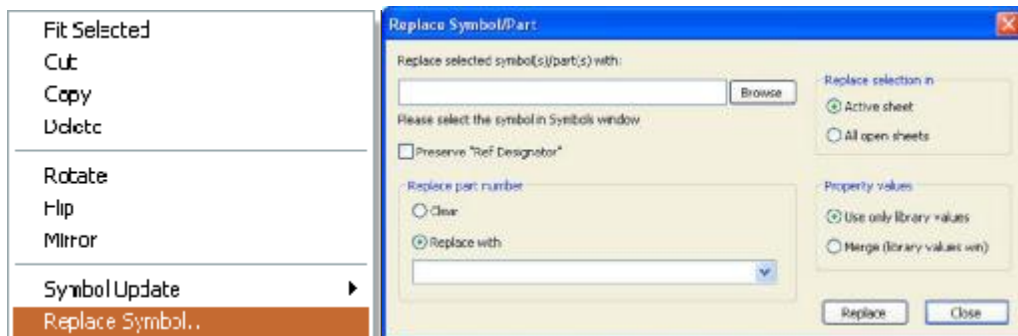 Fit Selected
Cut
Copy
Delete
Rotate
Flip
Mirror
Symbol Update
Replace Symbol..
Replace Symbol/Part
Replace selected symbol(s)/part(s) with:
Browse
Please select the symbol in Symbols window
Preserve "Ref Designator"
Replace part number
Clear
Replace with
Replace selection in
Active sheet
All open sheets
Property values
Use only library values
Merge (library values win)
Replace
Close